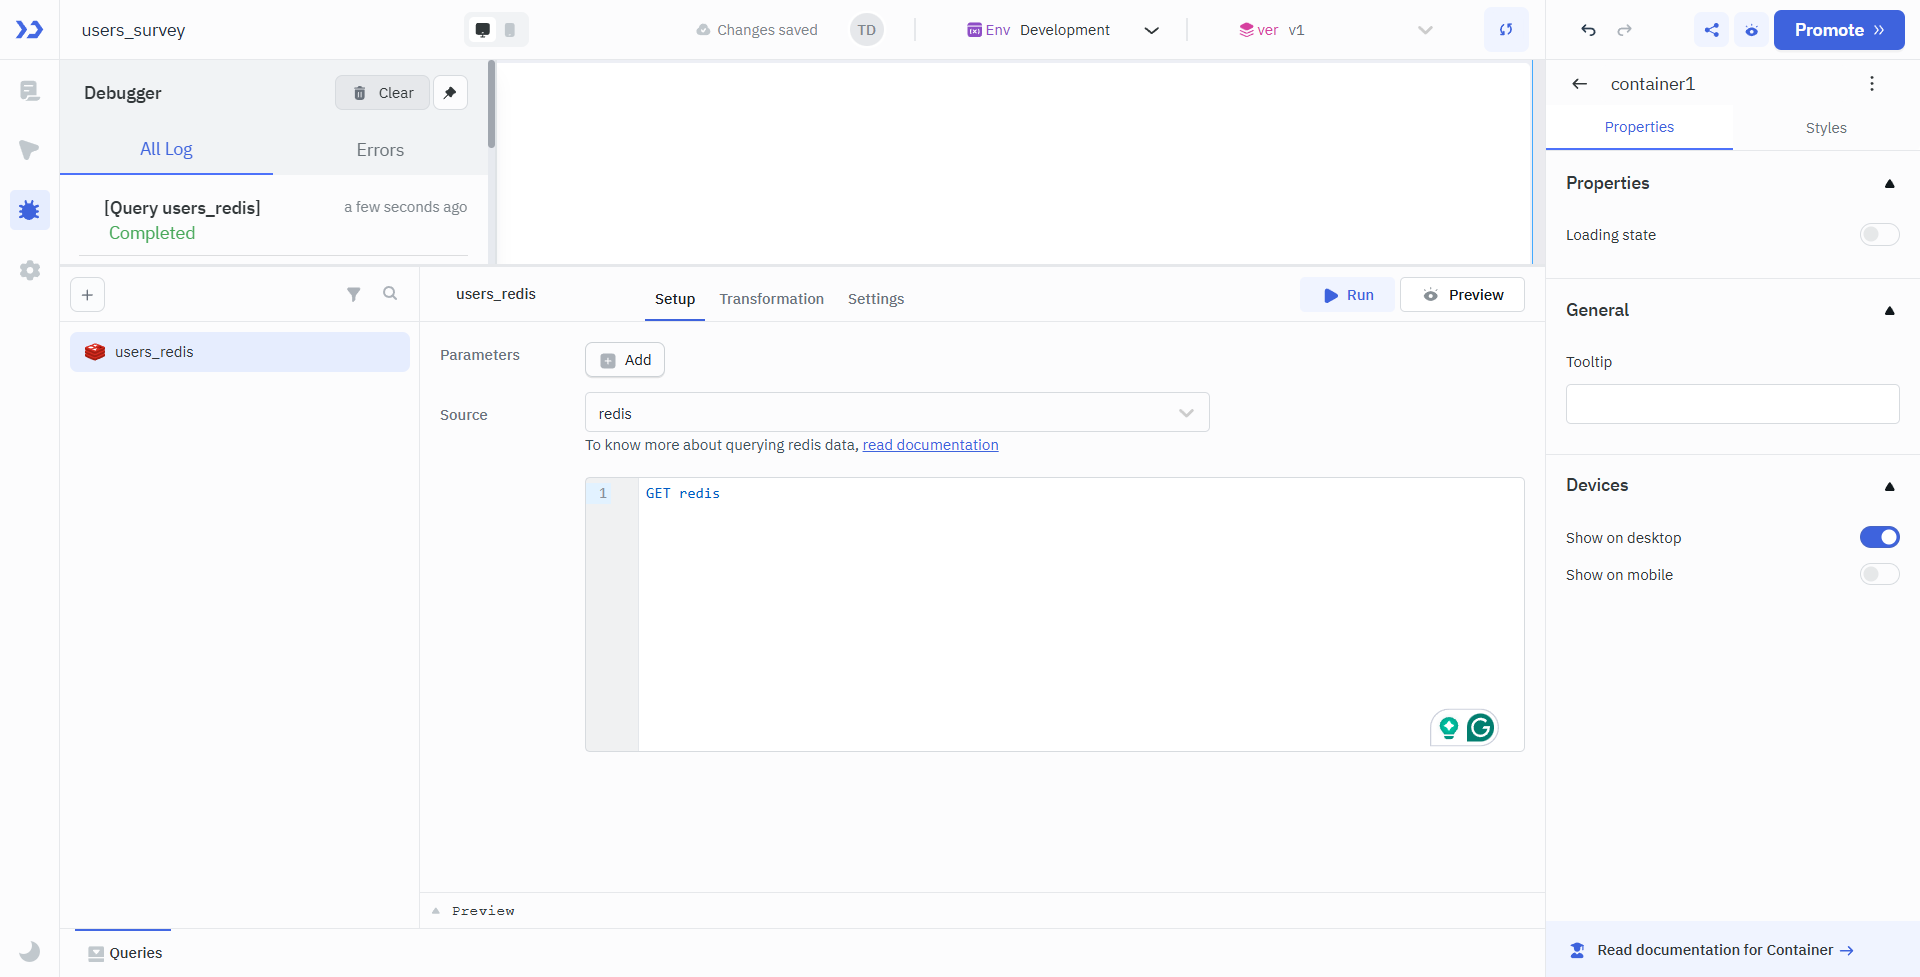 users_survey
Changes saved
TD
Env Development
ver v1
Promote
Debugger
Clear
All Log
Errors
[Query users_redis]
a few seconds ago
Completed
users_redis
users_redis
Setup
Transformation
Settings
Run
Preview
Parameters
Add
Source
redis
To know more about querying redis data, read documentation
1
GET redis
Preview
Queries
container1
Properties
Styles
Properties
Loading state
General
Tooltip
Devices
Show on desktop
Show on mobile
Read documentation for Container →